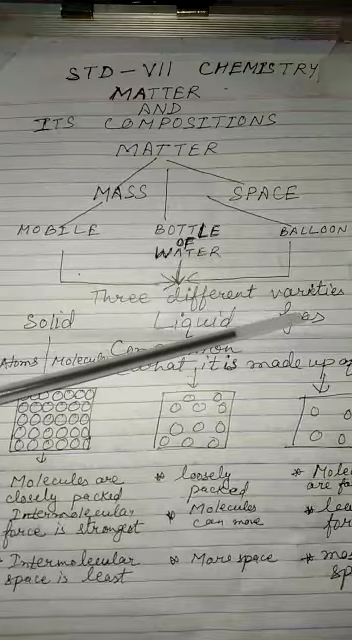 STD-VII CHEMISTRY
MATTER
AND
ITS COMPOSITIONS
MATTER
MASS SPACE
MOBILE BOTTLE OF WATER BALLOON
Three different varities
Solid Liquid gas
Atoms
what, it is made up of
Molecules are closely packed
Intermolecular force is strongest
Intermolecular space is least
* loosely packed
* Molecules can move
* More space
*
are
*
*